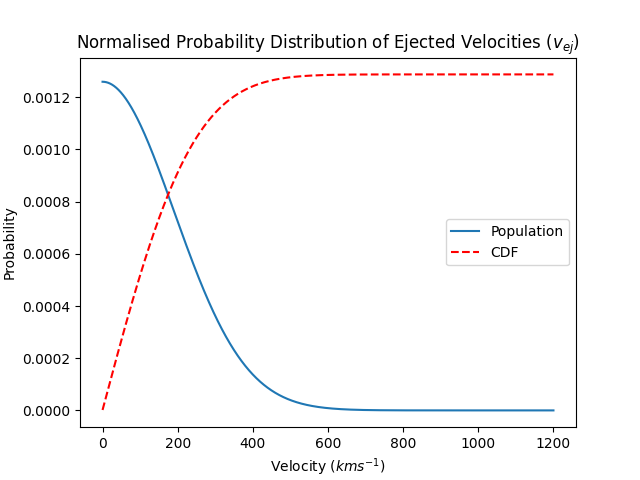 Normalised Probability Distribution of Ejected Velocities (v_ej)
0.0012
0.0010
0.0008
0.0006
0.0004
0.0002
0.0000
Probability
Population
CDF
0 200 400 600 800 1000 1200
Velocity (kms⁻¹)